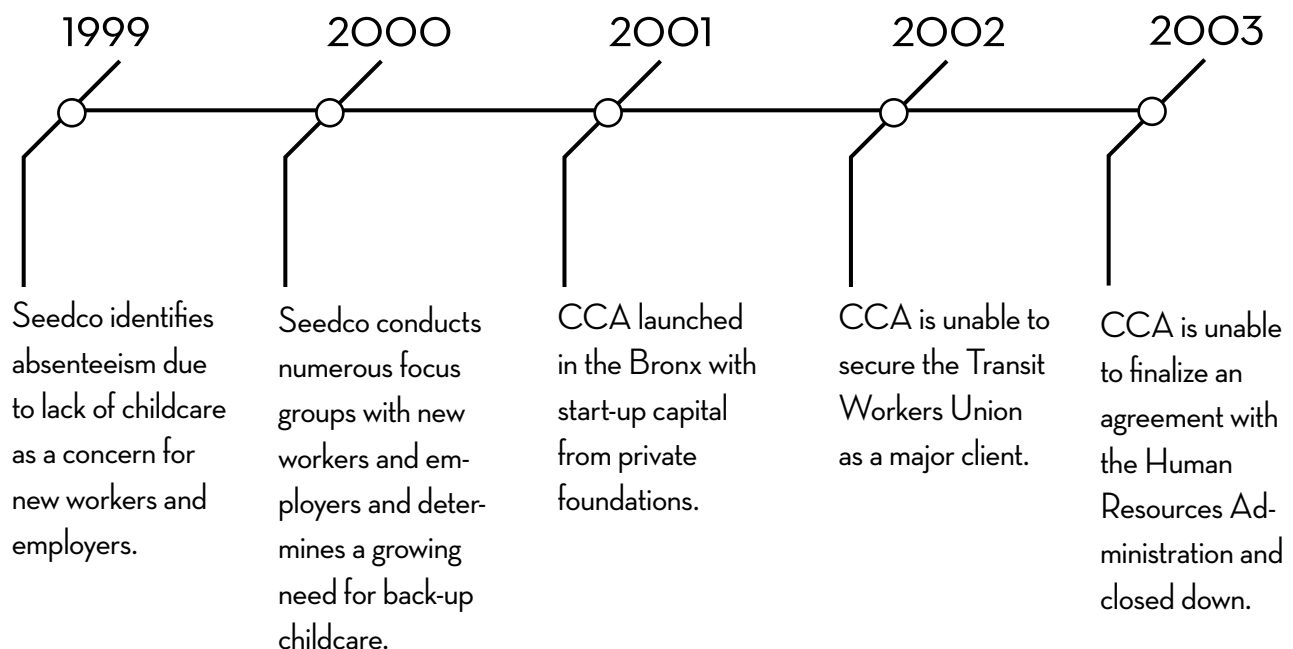 1999
2000
2001
2002
2003
Seedco identifies
absenteeism due
to lack of childcare
as a concern for
new workers and
employers.
Seedco conducts
numerous focus
groups with new
workers and em-
ployers and deter-
mines a growing
need for back-up
childcare.
CCA launched
in the Bronx with
start-up capital
from private
foundations.
CCA is unable to
secure the Transit
Workers Union
as a major client.
CCA is unable
to finalize an
agreement with
the Human
Resources Ad-
ministration and
closed down.